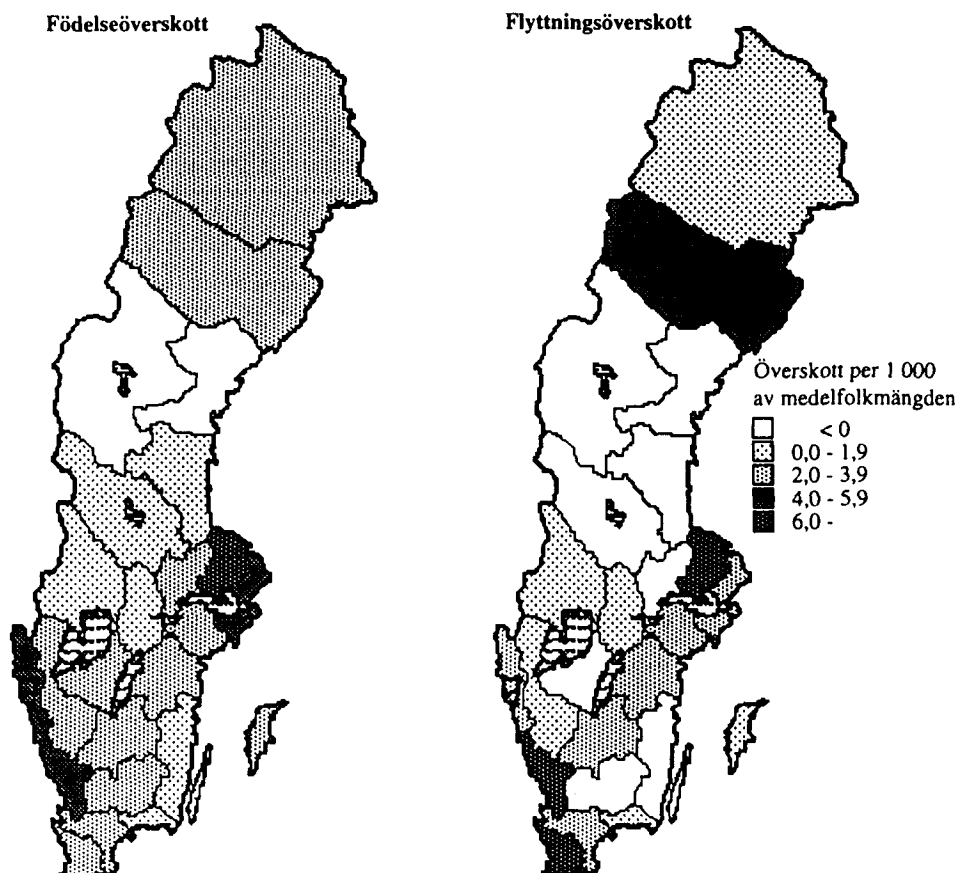 Födelseöverskott
Flyttningsöverskott
Överskott per 1 000
av medelfolkmängden
< 0
0,0 - 1,9
2,0 - 3,9
4,0 - 5,9
6,0 -